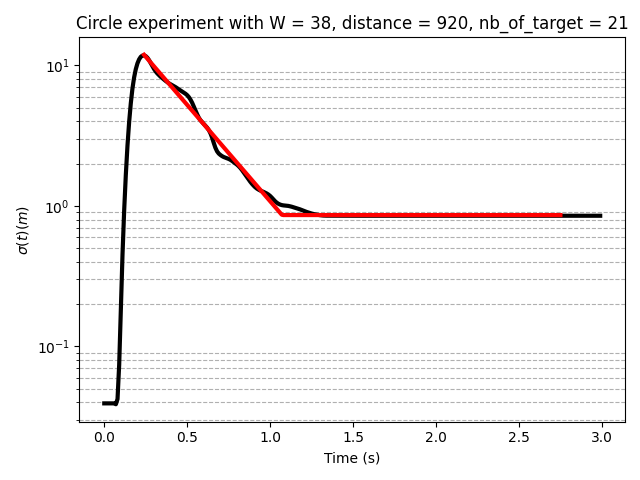 Circle experiment with W = 38, distance = 920, nb_of_target = 21
10¹
10⁰
10⁻¹
σ(t)(m)
0.0 0.5 1.0 1.5 2.0 2.5 3.0
Time (s)